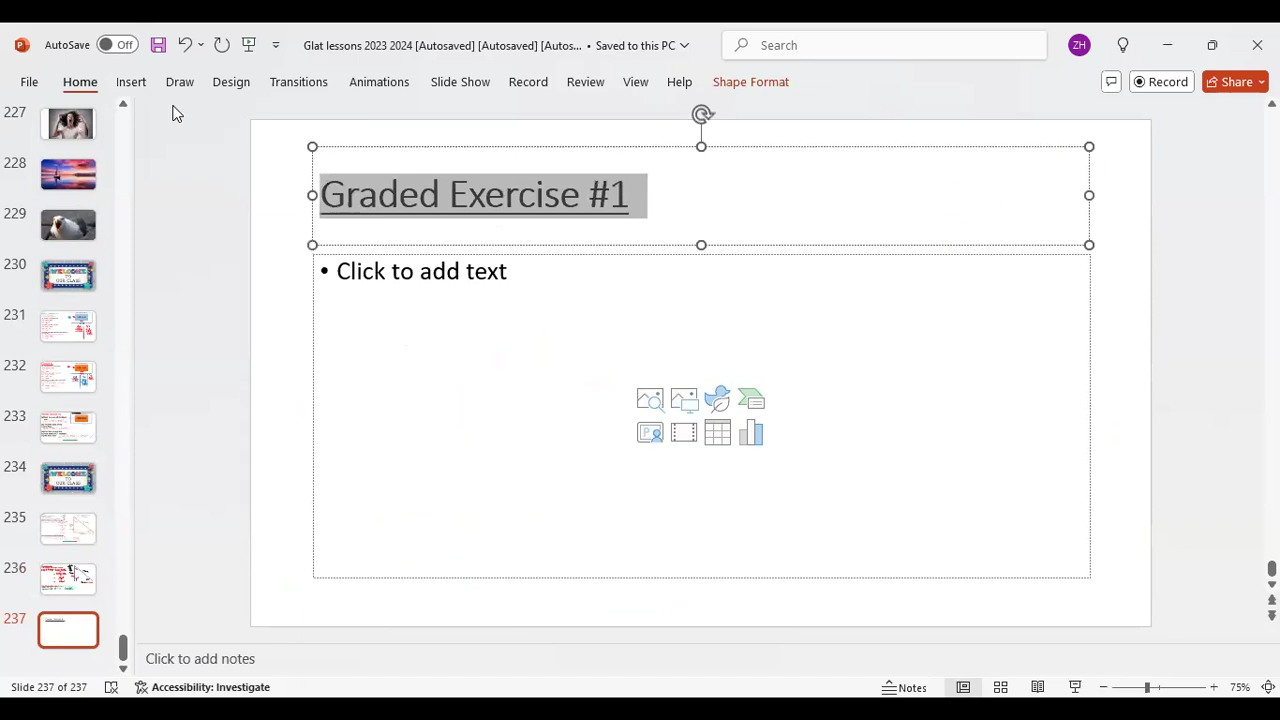 AutoSave Off Glat lessons 2023 2024 [Autosaved] [Autosaved] [Autos... • Saved to this PC Search ZH
File Home Insert Draw Design Transitions Animations Slide Show Record Review View Help Shape Format Record Share
227
228
229
230
231
232
233
234
235
236
237
Graded Exercise #1
• Click to add text
Click to add notes
Slide 237 of 237 Accessibility: Investigate Notes 75%